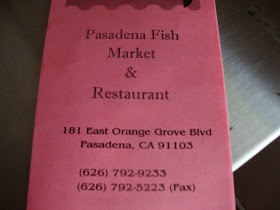 Pasadena Fish
Market
&
Restaurant
181 East Orange Grove Blvd
Pasadena, CA 91103
(626) 792-9233
(626) 792-5223 (Fax)